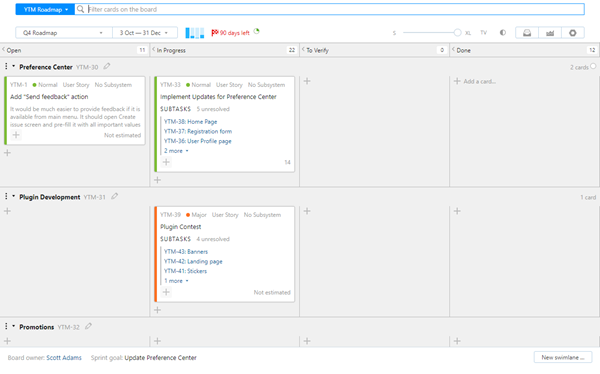 YTM Roadmap
Filter cards on the board
Q4 Roadmap
3 Oct — 31 Dec
90 days left
S
XL
TV
Open
11
In Progress
22
To Verify
0
Done
12
Preference Center YTM-30
2 cards
YTM-1 Normal User Story No Subsystem
Add "Send feedback" action
It would be much easier to provide feedback if it is
available from main menu. It should open Create
issue screen and pre-fill it with all important values
Not estimated
YTM-33 Normal User Story No Subsystem
Implement Updates for Preference Center
SUBTASKS 5 unresolved
YTM-38: Home Page
YTM-37: Registration form
YTM-36: User Profile page
2 more
14
Add a card...
Plugin Development YTM-31
1 card
YTM-39 Major User Story No Subsystem
Plugin Contest
SUBTASKS 4 unresolved
YTM-43: Banners
YTM-42: Landing page
YTM-41: Stickers
1 more
Not estimated
Promotions YTM-32
Board owner: Scott Adams Sprint goal: Update Preference Center
New swimlane ...